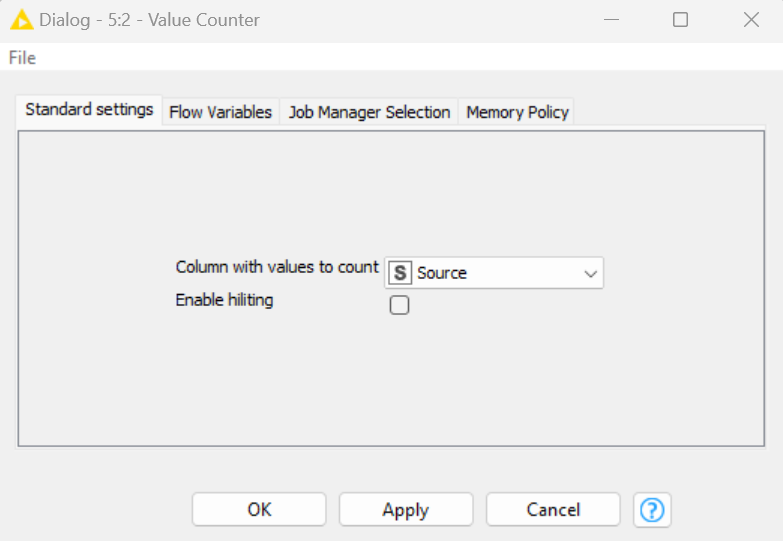 Dialog - 5:2 - Value Counter
File
Standard settings Flow Variables Job Manager Selection Memory Policy
Column with values to count S Source
Enable hiliting
OK Apply Cancel ?